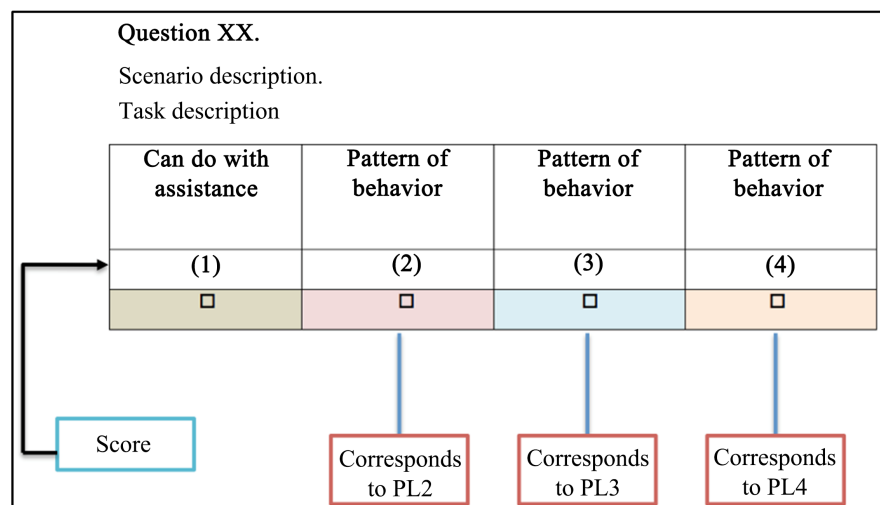 Question XX.
Scenario description.
Task description
Can do with assistance
Pattern of behavior
Pattern of behavior
Pattern of behavior
(1) (2) (3) (4)
Score
Corresponds to PL2
Corresponds to PL3
Corresponds to PL4